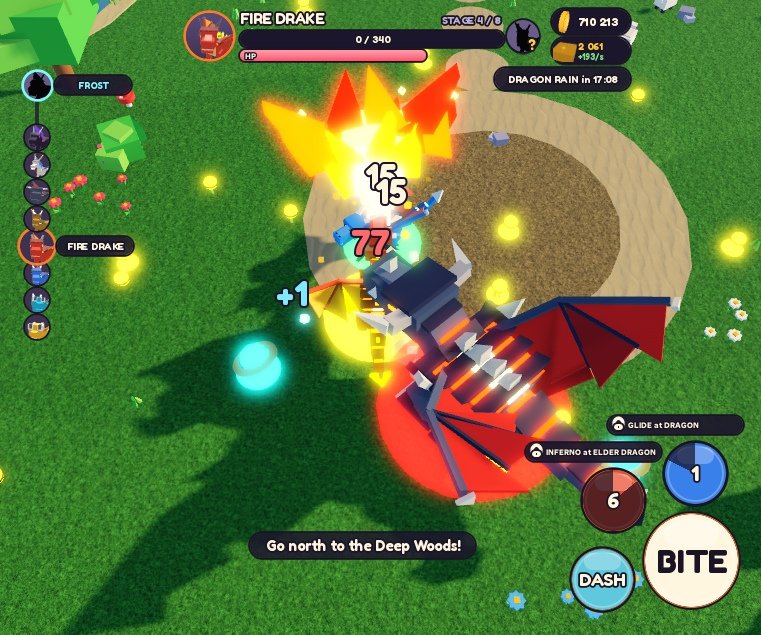 FIRE DRAKE
STAGE 4 / 8
?
710 213
0 / 340
HP
2 061
+193/s
DRAGON RAIN in 17:08
FROST
FIRE DRAKE
15
15
77
+1
GLIDE at DRAGON
INFERNO at ELDER DRAGON
1
6
Go north to the Deep Woods!
BITE
DASH